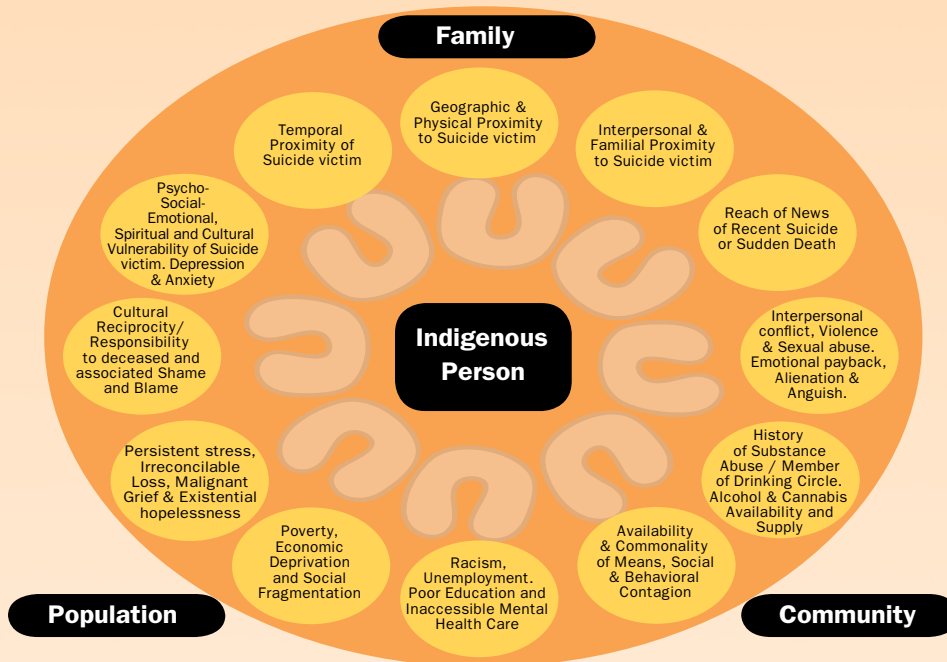 Family
Geographic &
Physical Proximity
to Suicide victim
Temporal
Proximity of
Suicide victim
Interpersonal &
Familial Proximity
to Suicide victim
Psycho-
Social-
Emotional,
Spiritual and Cultural
Vulnerability of Suicide
victim. Depression
& Anxiety
Reach of News
of Recent Suicide
or Sudden Death
Cultural
Reciprocity/
Responsibility
to deceased and
associated Shame
and Blame
Indigenous
Person
Interpersonal
conflict, Violence
& Sexual abuse.
Emotional payback,
Alienation &
Anguish.
Persistent stress,
Irreconcilable
Loss, Malignant
Grief & Existential
hopelessness
History
of Substance
Abuse / Member
of Drinking Circle.
Alcohol & Cannabis
Availability and
Supply
Poverty,
Economic
Deprivation
and Social
Fragmentation
Racism,
Unemployment.
Poor Education and
Inaccessible Mental
Health Care
Availability
& Commonality
of Means, Social
& Behavioral
Contagion
Population
Community